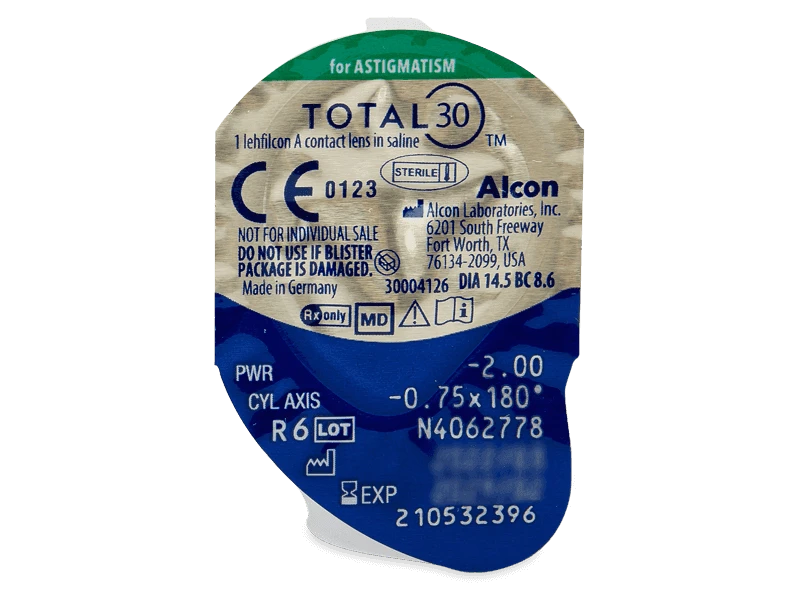 for ASTIGMATISM
TOTAL30™
1 lehfilcon A contact lens in saline
CE 0123
STERILE
Alcon
Alcon Laboratories, Inc.
6201 South Freeway
Fort Worth, TX
76134-2099, USA
NOT FOR INDIVIDUAL SALE
DO NOT USE IF BLISTER
PACKAGE IS DAMAGED.
Made in Germany
30004126 DIA 14.5 BC 8.6
Rx only MD
PWR -2.00
CYL AXIS -0.75x180°
R6 LOT N4062778
EXP
210532396